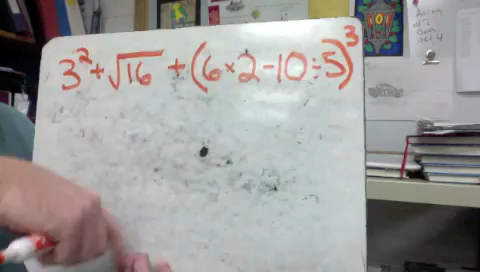 3² + √16 + (6 × 2 - 10 ÷ 5)³